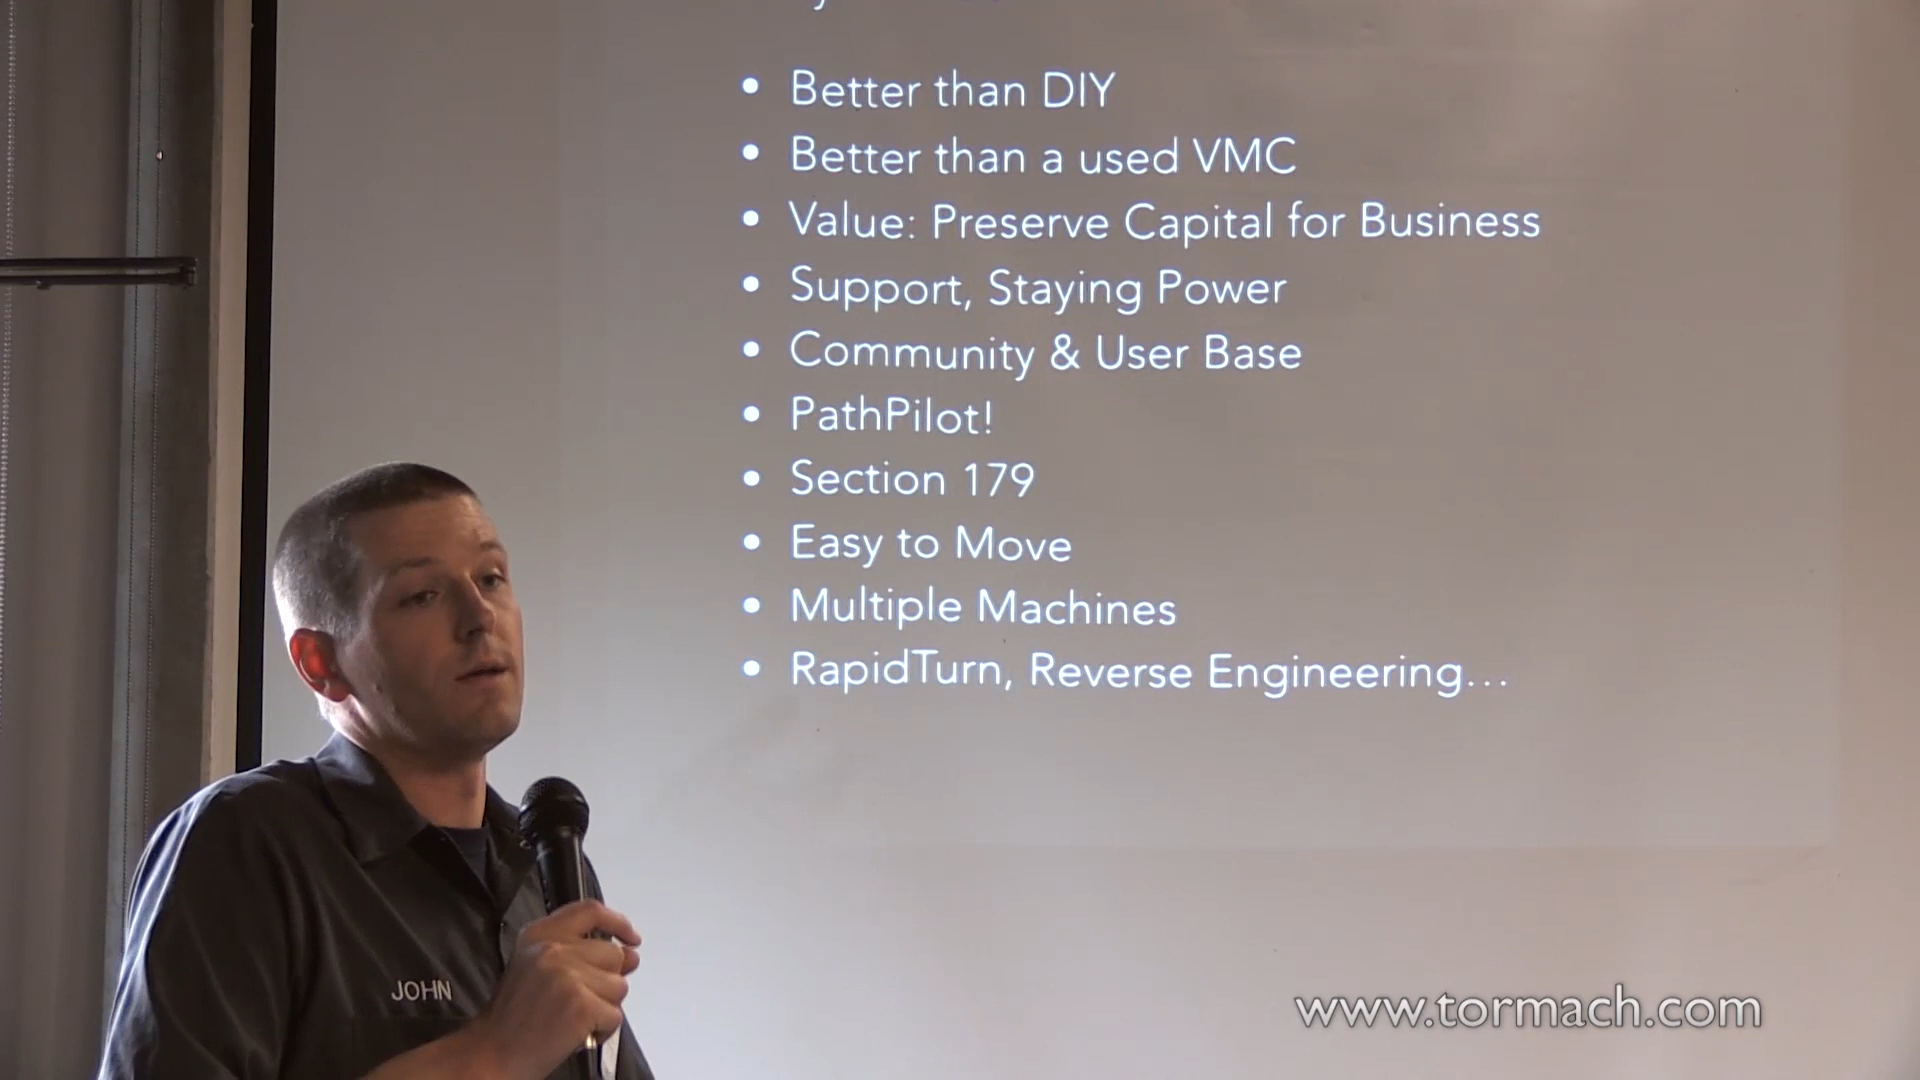 • Better than DIY
• Better than a used VMC
• Value: Preserve Capital for Business
• Support, Staying Power
• Community & User Base
• PathPilot!
• Section 179
• Easy to Move
• Multiple Machines
• RapidTurn, Reverse Engineering...
JOHN
www.tormach.com